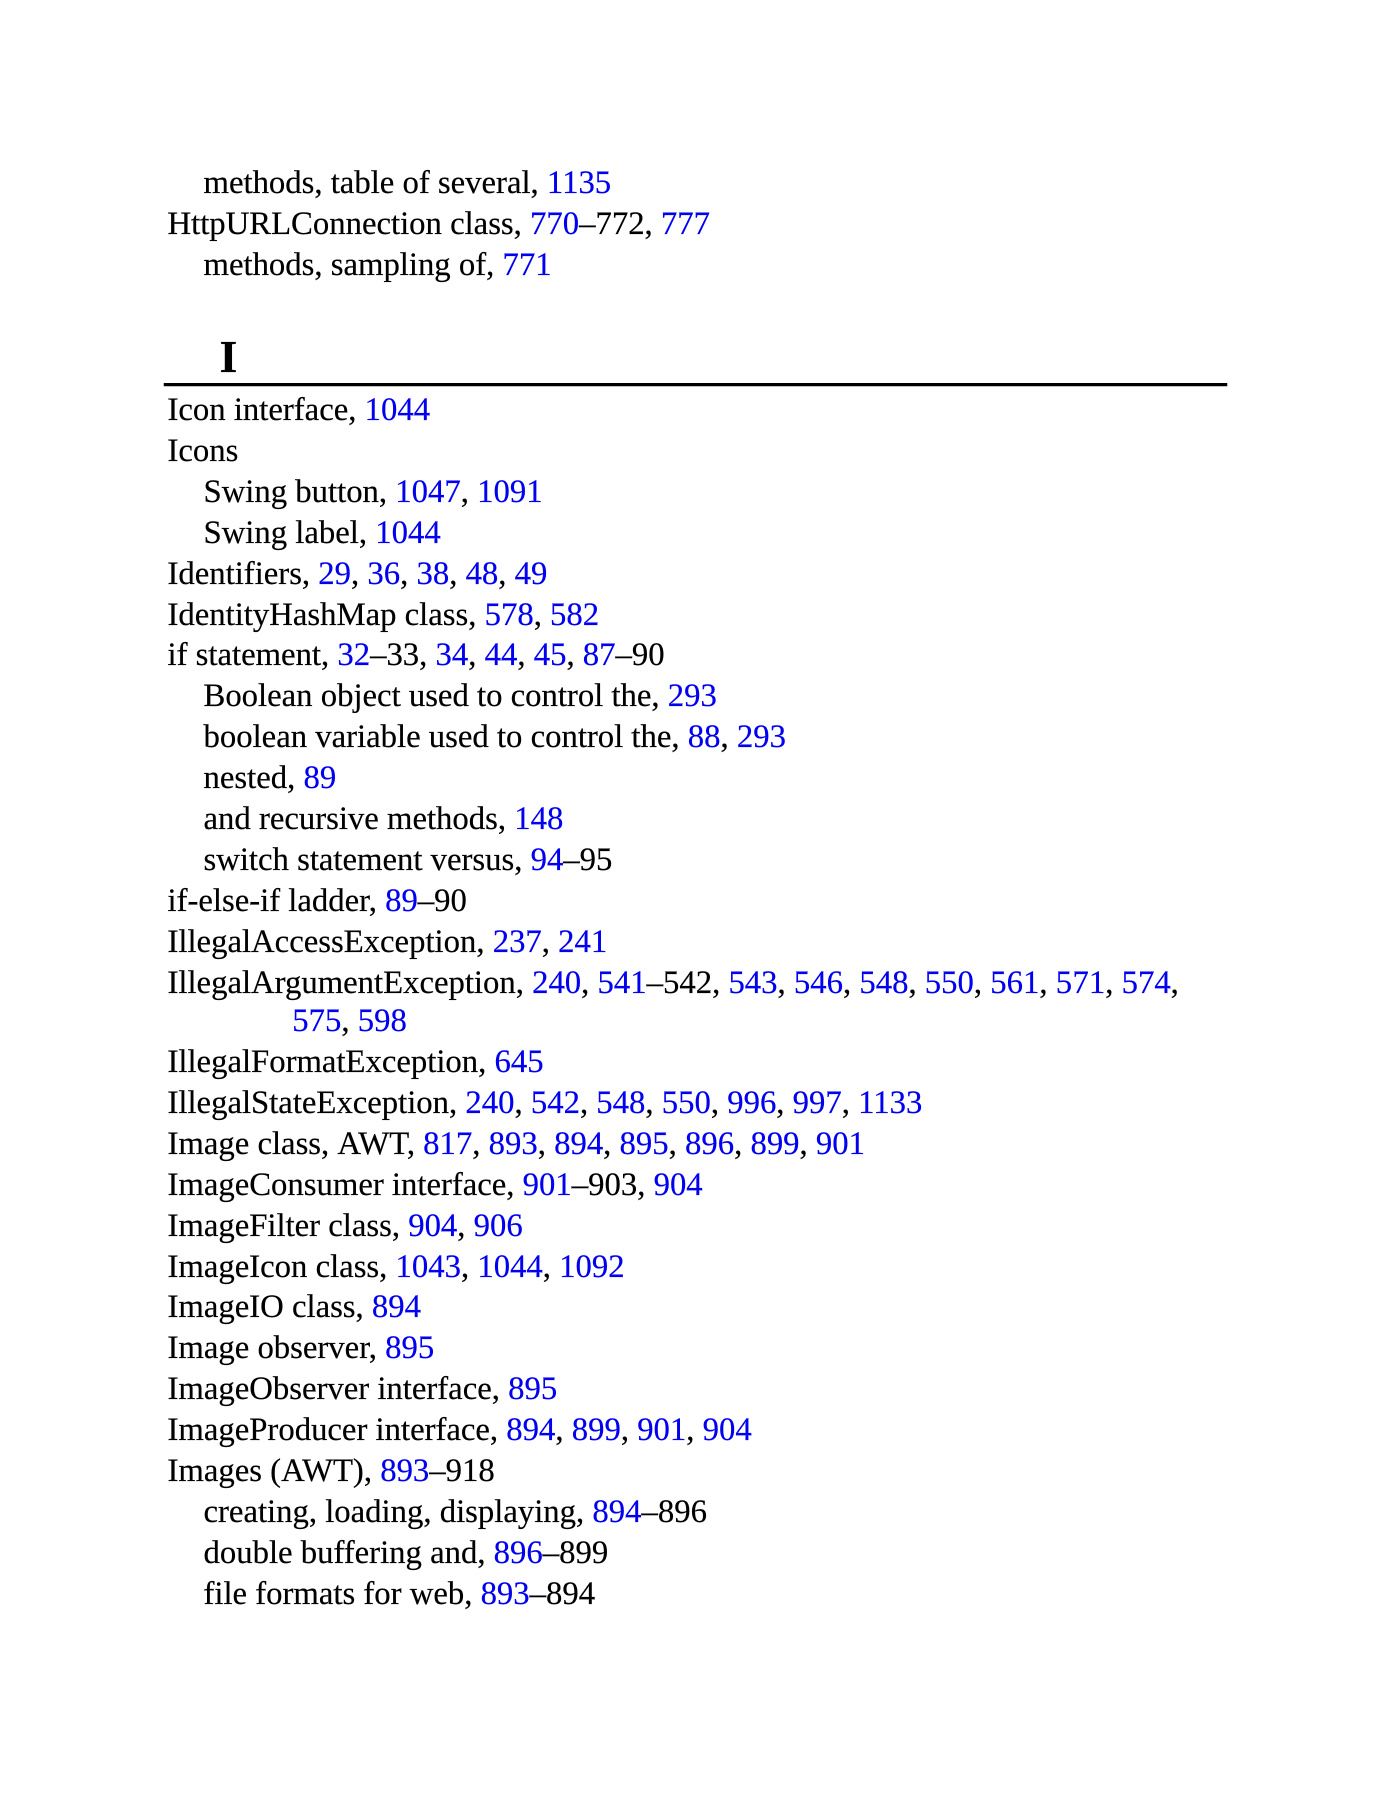 methods, table of several, 1135
HttpURLConnection class, 770–772, 777
methods, sampling of, 771
I
Icon interface, 1044
Icons
Swing button, 1047, 1091
Swing label, 1044
Identifiers, 29, 36, 38, 48, 49
IdentityHashMap class, 578, 582
if statement, 32–33, 34, 44, 45, 87–90
Boolean object used to control the, 293
boolean variable used to control the, 88, 293
nested, 89
and recursive methods, 148
switch statement versus, 94–95
if-else-if ladder, 89–90
IllegalAccessException, 237, 241
IllegalArgumentException, 240, 541–542, 543, 546, 548, 550, 561, 571, 574,
575, 598
IllegalFormatException, 645
IllegalStateException, 240, 542, 548, 550, 996, 997, 1133
Image class, AWT, 817, 893, 894, 895, 896, 899, 901
ImageConsumer interface, 901–903, 904
ImageFilter class, 904, 906
ImageIcon class, 1043, 1044, 1092
ImageIO class, 894
Image observer, 895
ImageObserver interface, 895
ImageProducer interface, 894, 899, 901, 904
Images (AWT), 893–918
creating, loading, displaying, 894–896
double buffering and, 896–899
file formats for web, 893–894